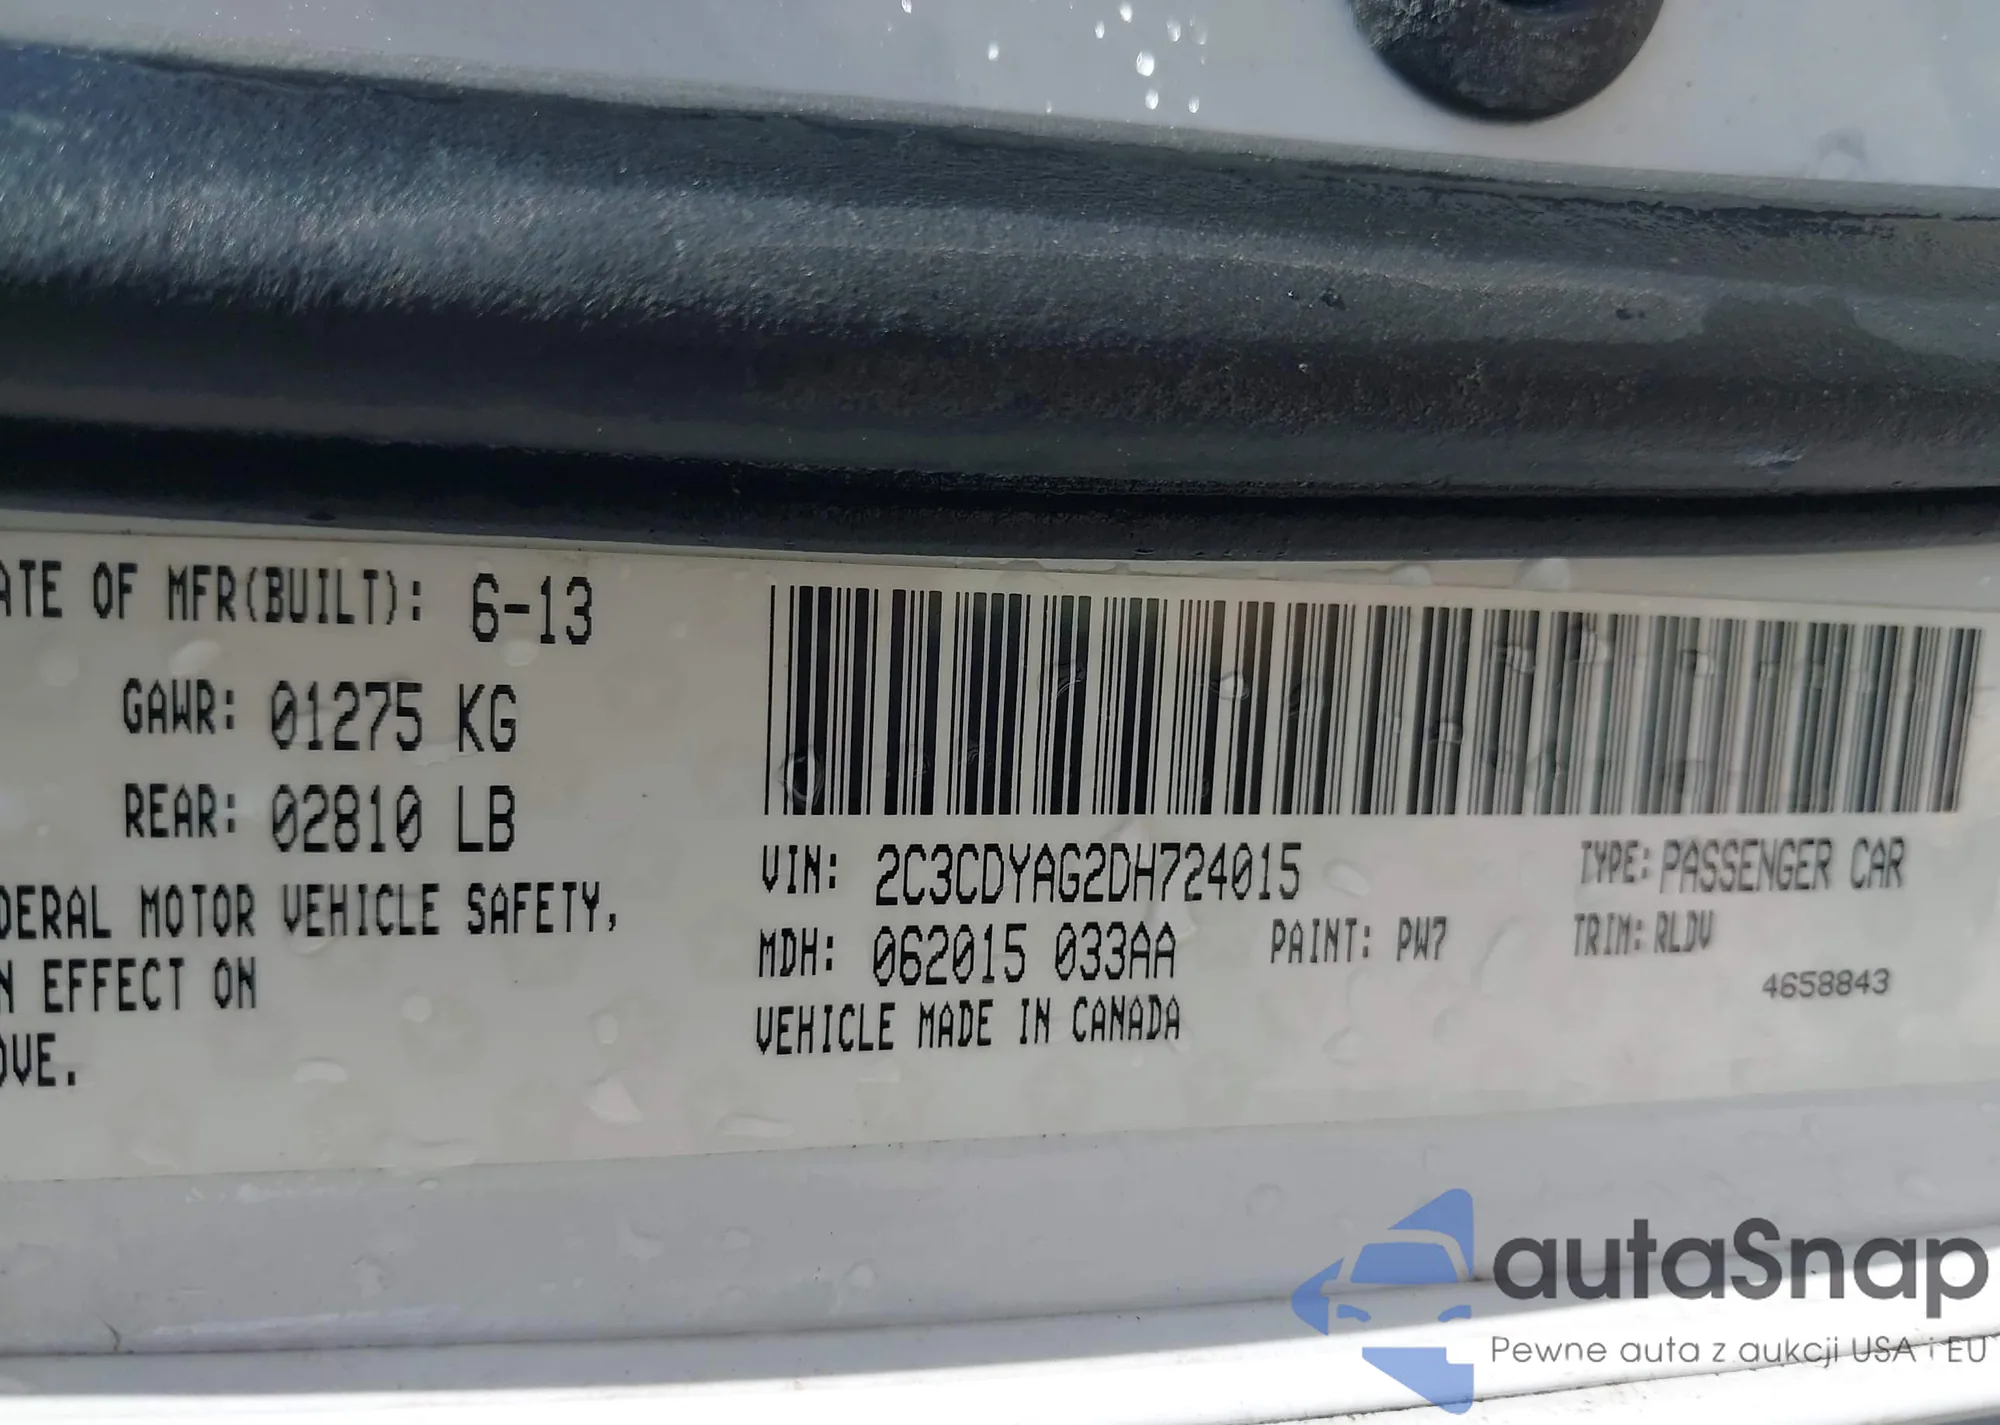 ATE OF MFR(BUILT): 6-13
GAWR: 01275 KG
REAR: 02810 LB
DERAL MOTOR VEHICLE SAFETY,
N EFFECT ON
OVE.
VIN: 2C3CDYAG2DH724015
TYPE: PASSENGER CAR
MDH: 062015 033AA
PAINT: PW7
TRIM: RLDV
VEHICLE MADE IN CANADA
4658843
autaSnap
Pewne auta z aukcji USA i EU